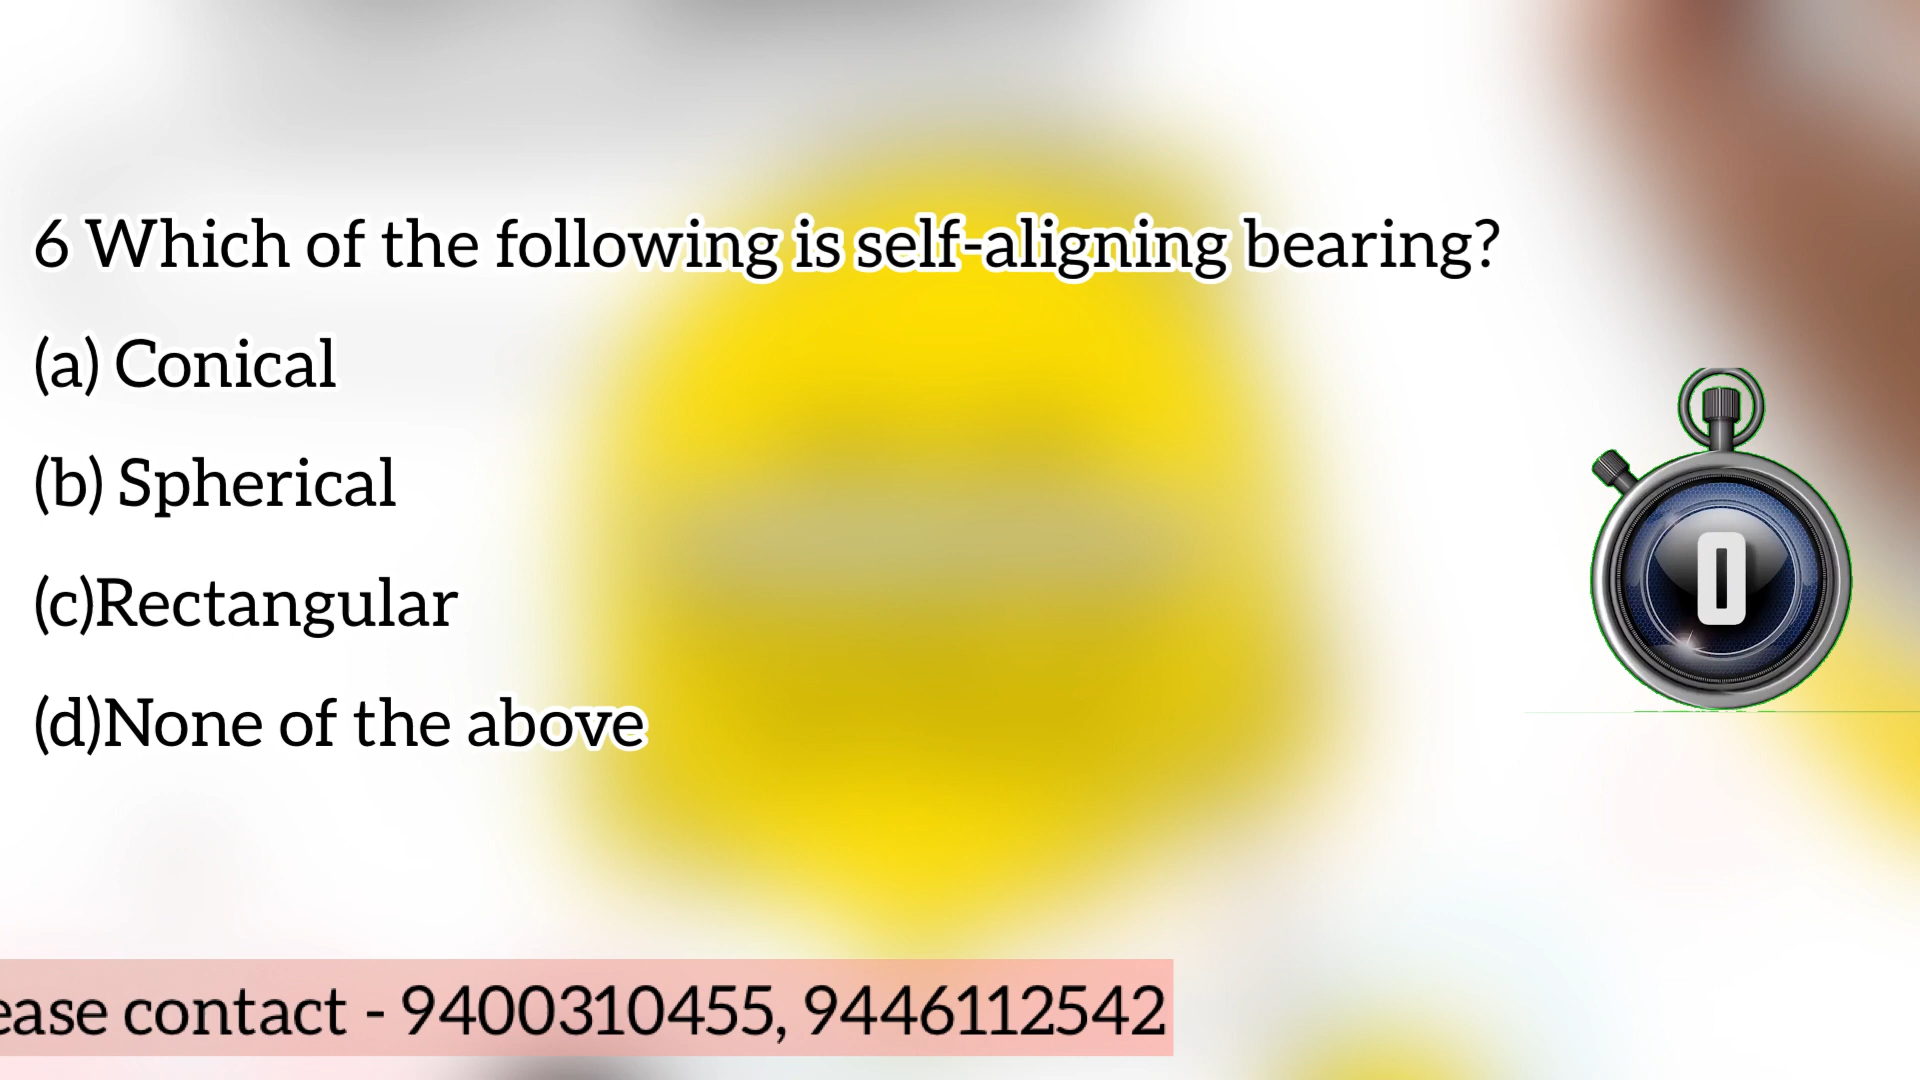 6 Which of the following is self-aligning bearing?
(a) Conical
(b) Spherical
(c)Rectangular
(d)None of the above
0
contact - 9400310455, 9446112542